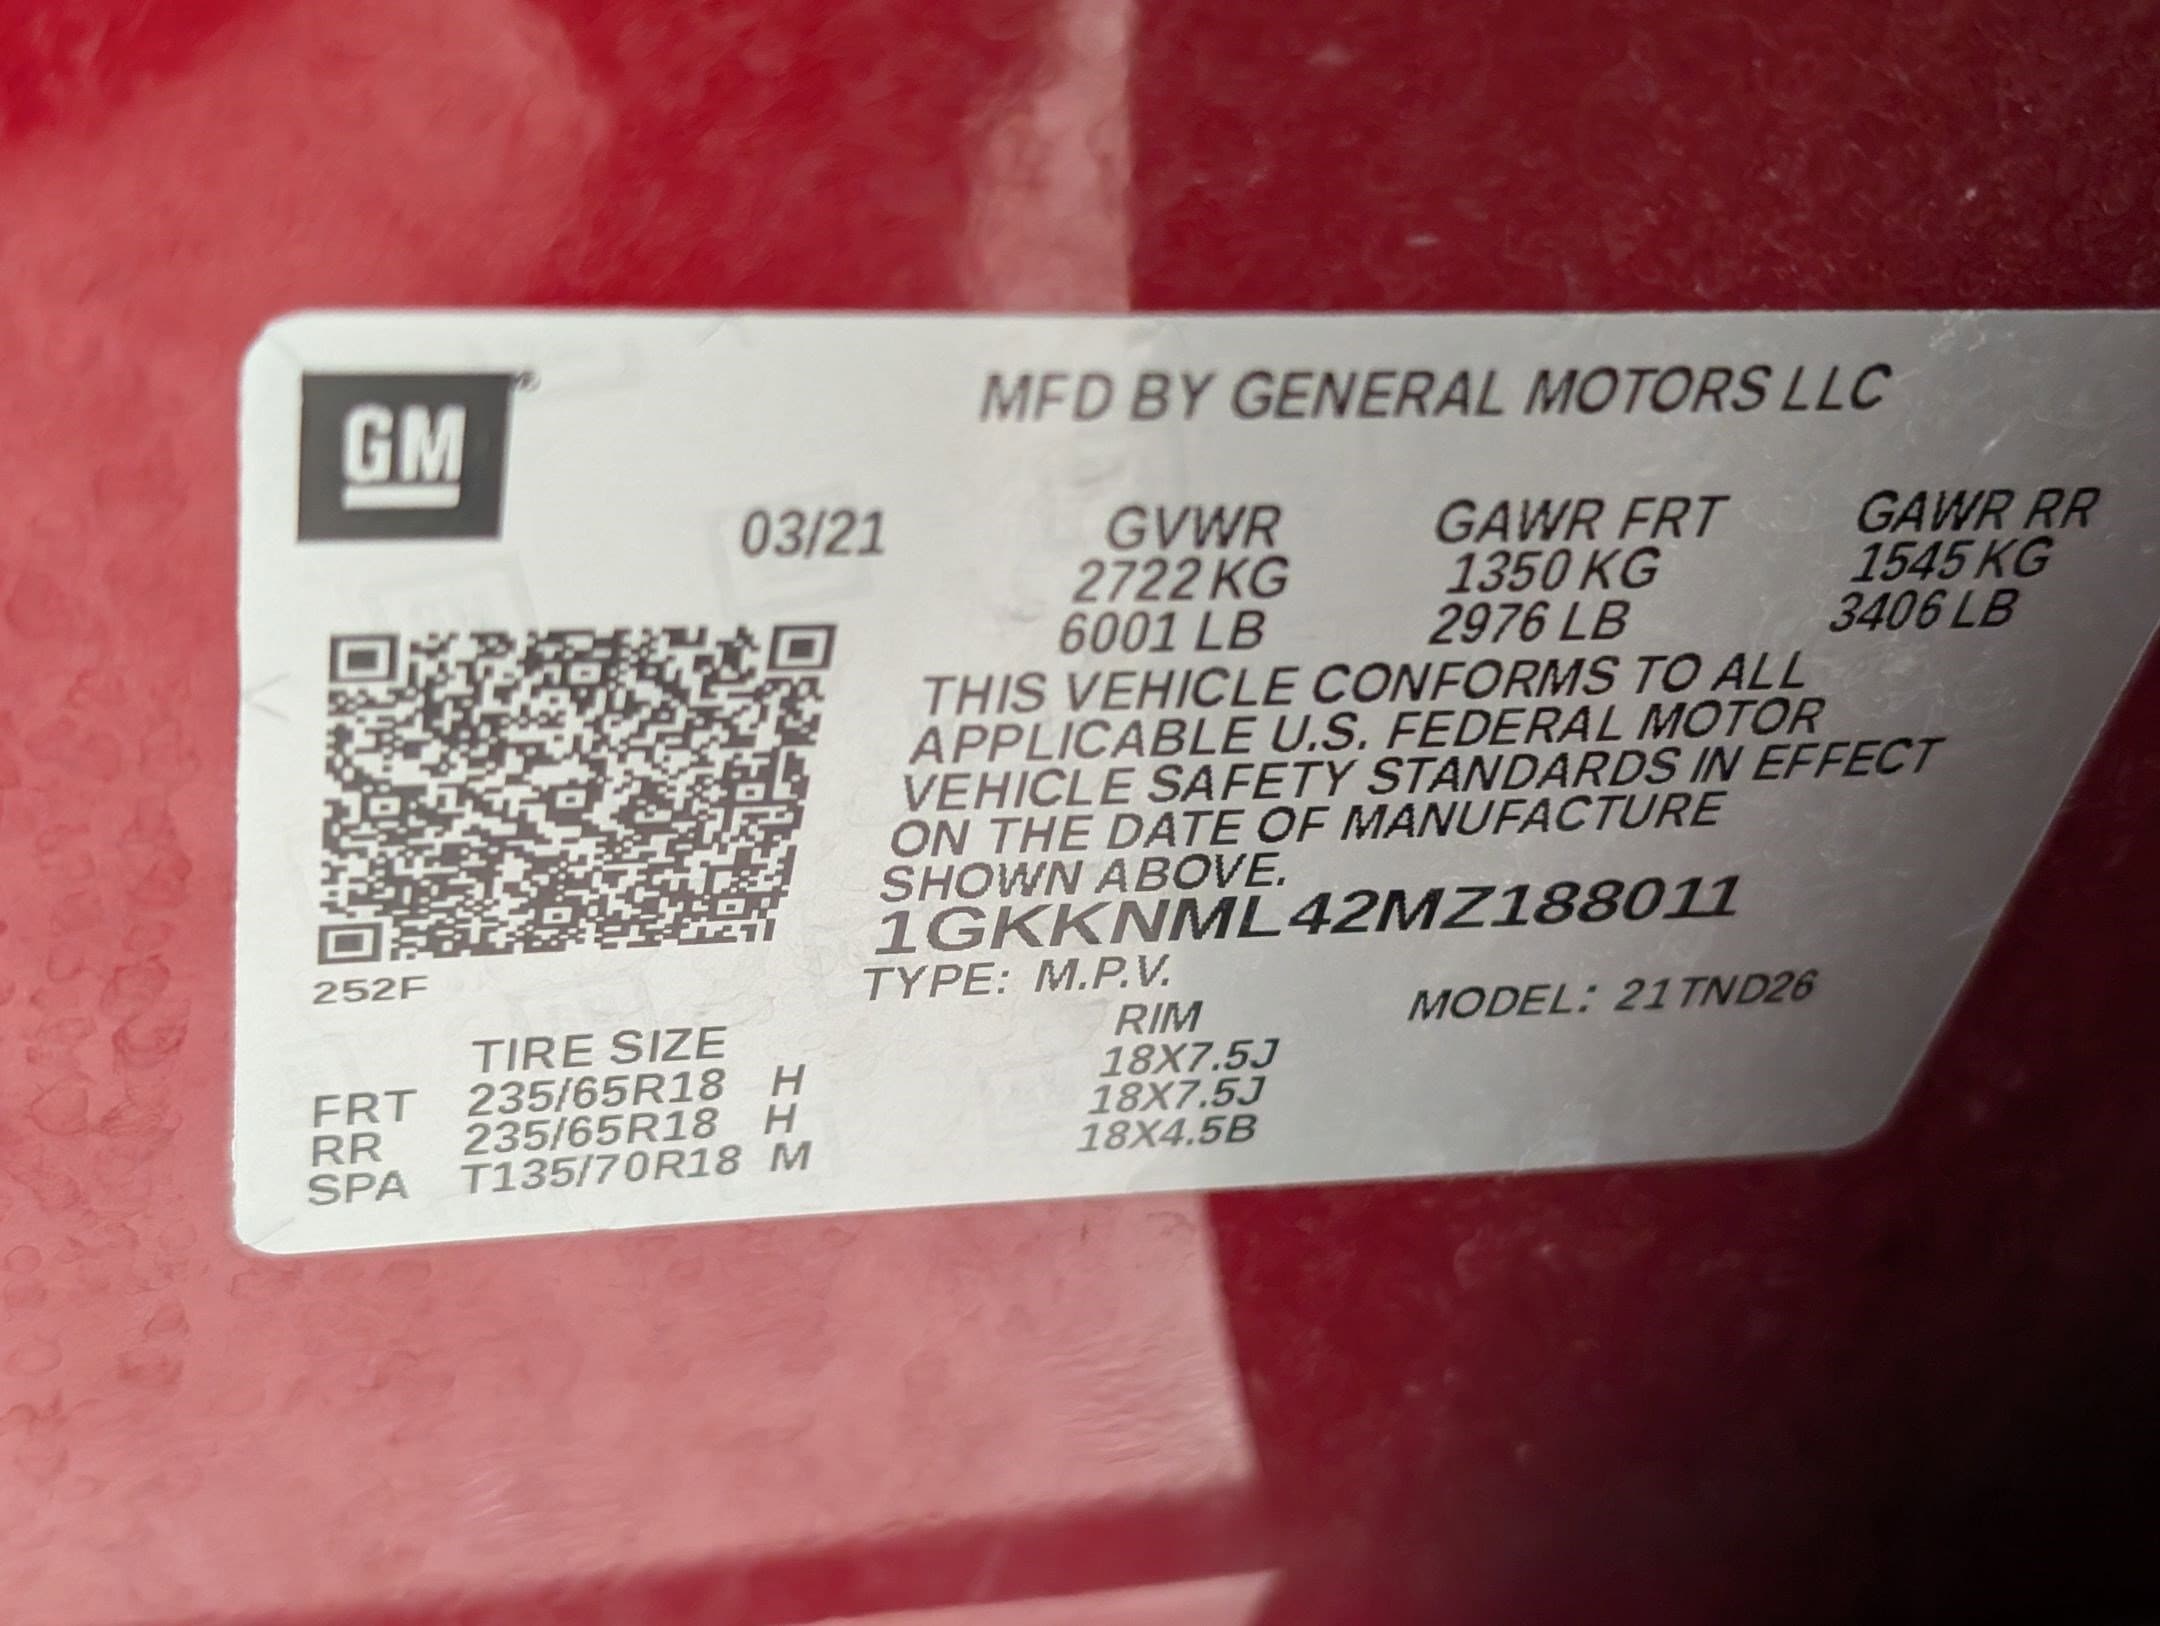 GM
MFD BY GENERAL MOTORS LLC
03/21 GVWR GAWR FRT GAWR RR
2722 KG 1350 KG 1545 KG
6001 LB 2976 LB 3406 LB
THIS VEHICLE CONFORMS TO ALL
APPLICABLE U.S. FEDERAL MOTOR
VEHICLE SAFETY STANDARDS IN EFFECT
ON THE DATE OF MANUFACTURE
SHOWN ABOVE.
1GKKNML42MZ188011
252F
TYPE: M.P.V. MODEL: 21TND26
TIRE SIZE RIM
FRT 235/65R18 H 18X7.5J
RR 235/65R18 H 18X7.5J
SPA T135/70R18 M 18X4.5B